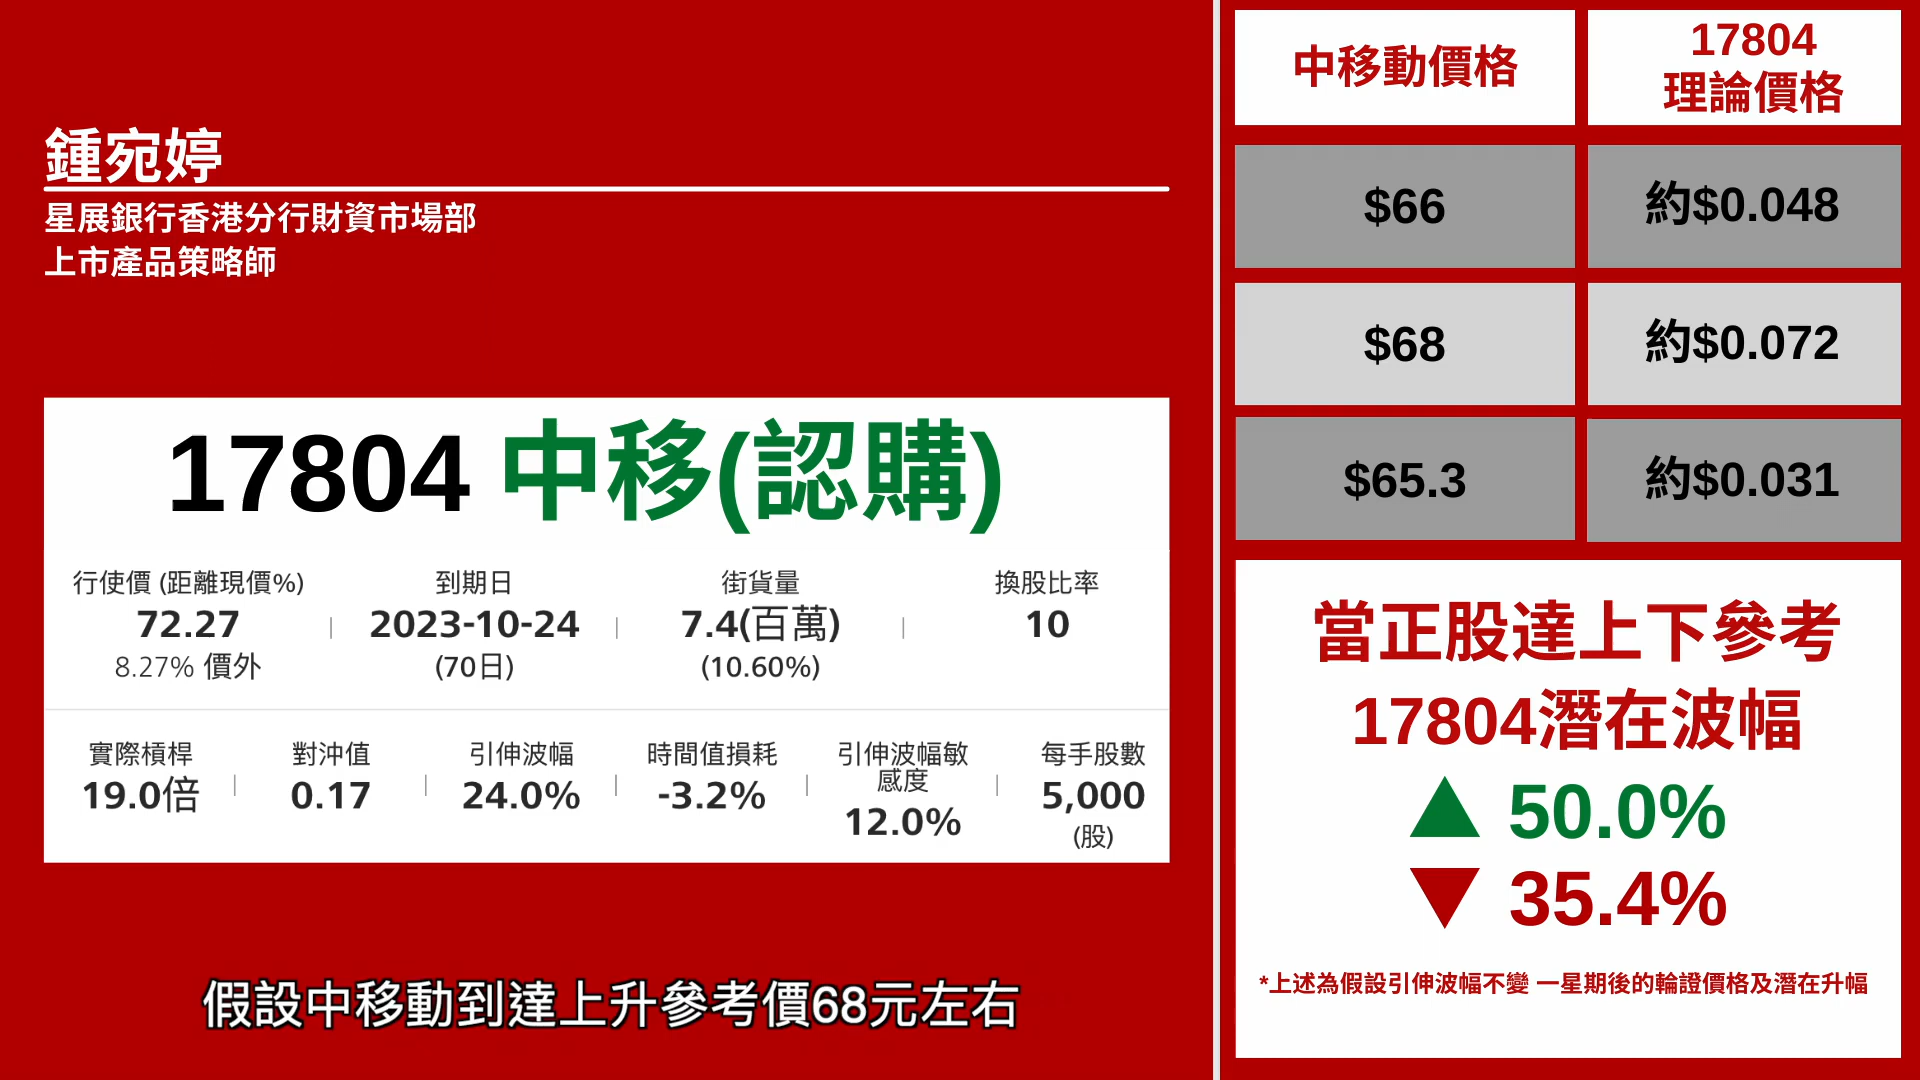 鍾宛婷
星展銀行香港分行財資市場部
上市產品策略師
17804 中移(認購)
行使價 (距離現價%)
72.27
8.27% 價外
到期日
2023-10-24
(70日)
街貨量
7.4(百萬)
(10.60%)
換股比率
10
實際槓桿
19.0倍
對沖值
0.17
引伸波幅
24.0%
時間值損耗
-3.2%
引伸波幅敏
感度
12.0%
每手股數
5,000
(股)
假設中移動到達上升參考價68元左右
中移動價格
17804
理論價格
$66
約$0.048
$68
約$0.072
$65.3
約$0.031
當正股達上下參考
17804潛在波幅
▲ 50.0%
▼ 35.4%
*上述為假設引伸波幅不變 一星期後的輪證價格及潛在升幅